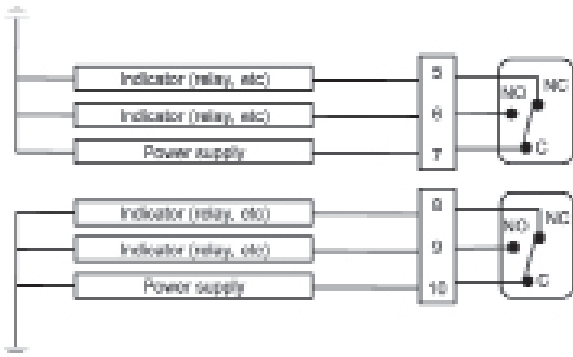 Indicator (relay, etc)
5
NO
NC
Indicator (relay, etc)
6
Power supply
7
C
Indicator (relay, etc)
8
NO
NC
Indicator (relay, etc)
9
Power supply
10
C